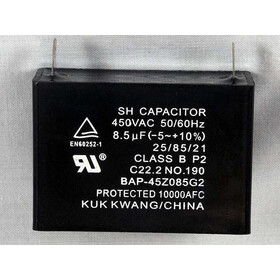 SH CAPACITOR
450VAC 50/60Hz
8.5µF(−5~+10%)
25/85/21
EN60252-1
CLASS B P2
C22.2 NO.190
BAP-45Z085G2
PROTECTED 10000AFC
KUK KWANG/CHINA